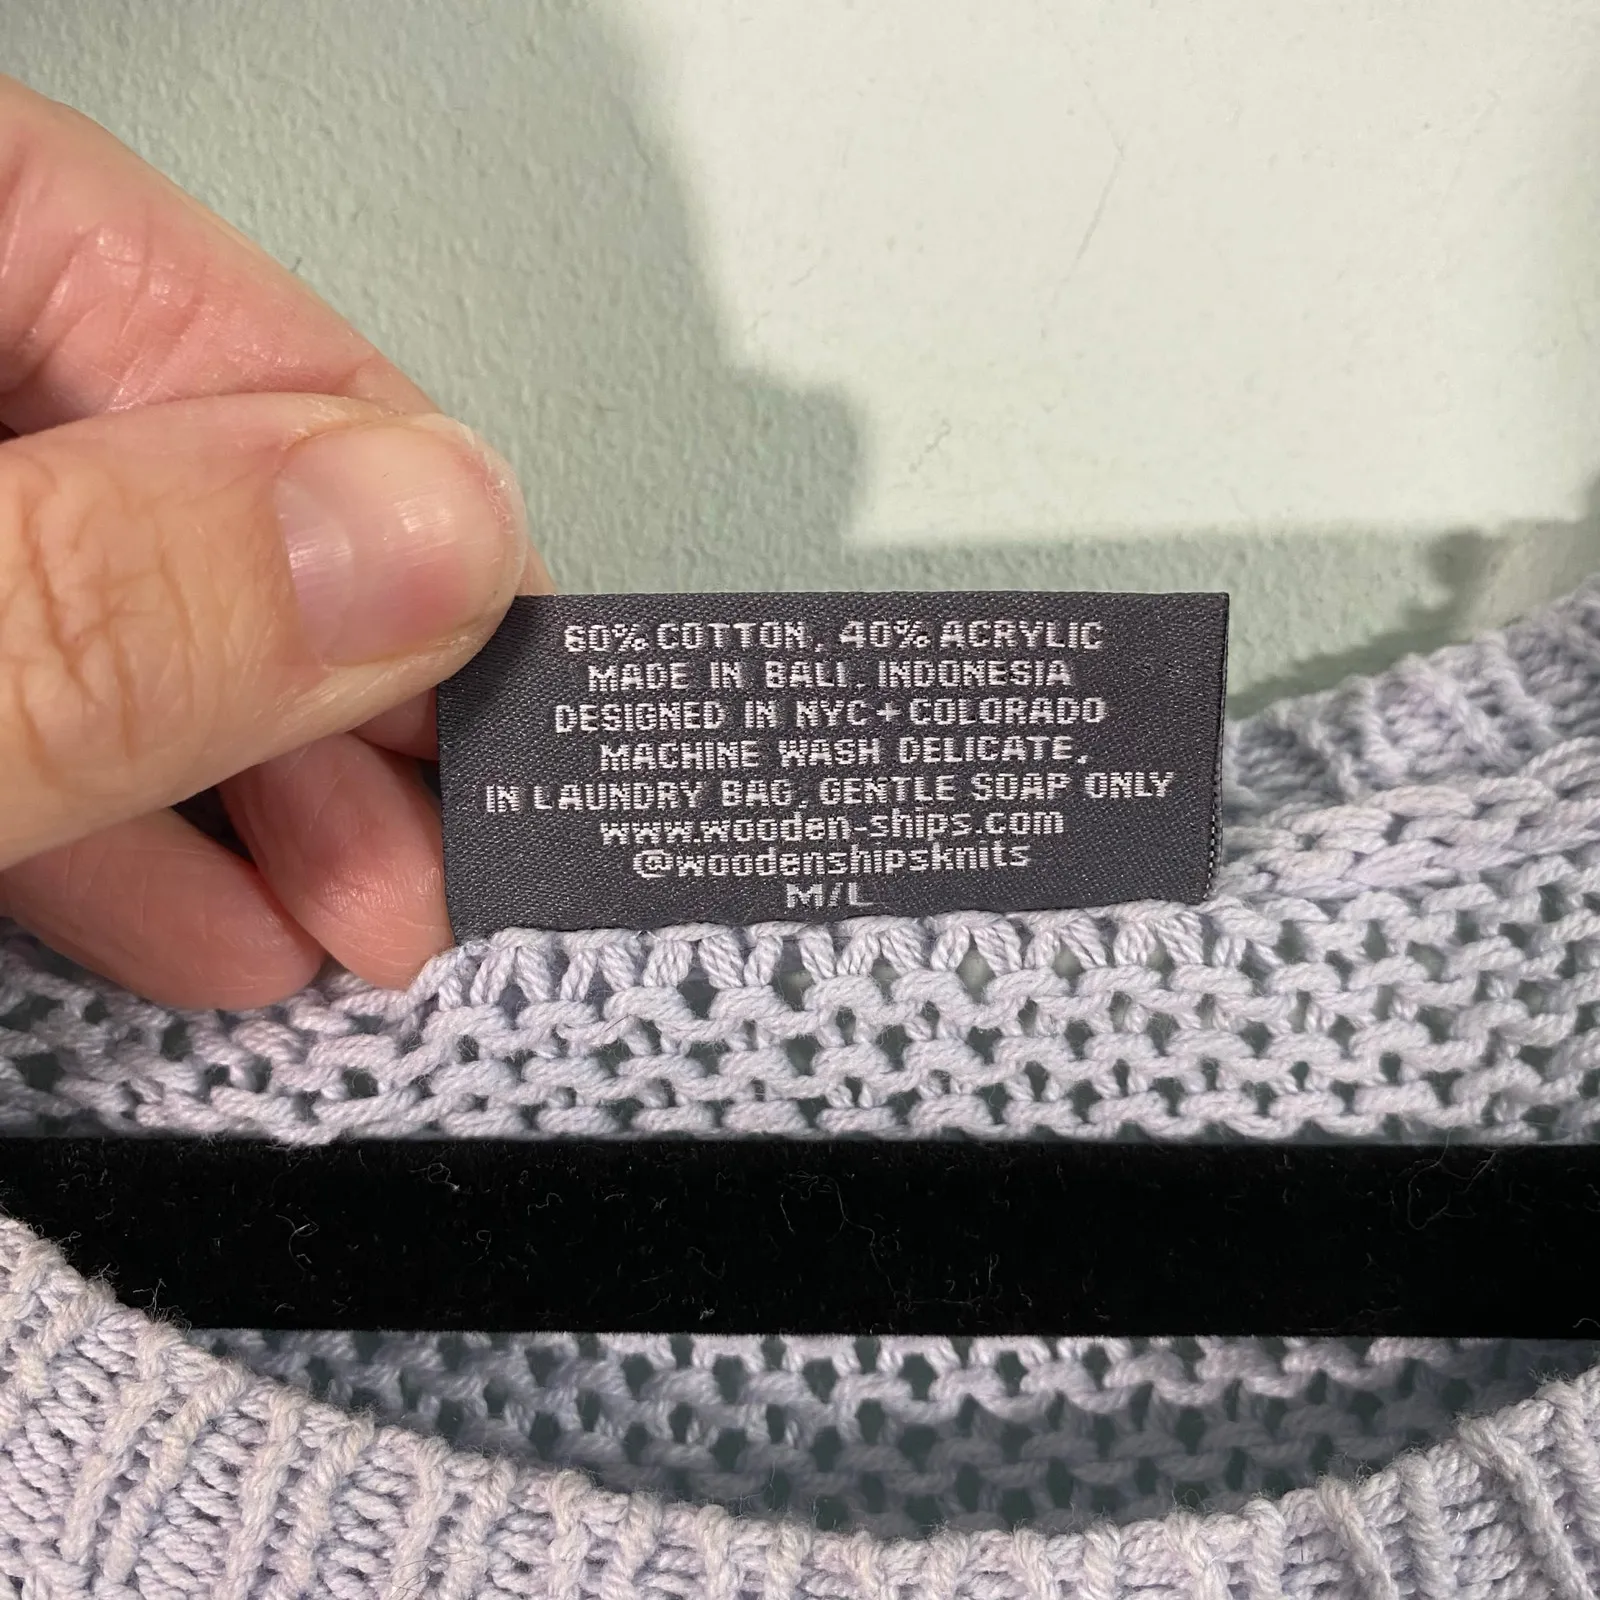 60% COTTON, 40% ACRYLIC
MADE IN BALI, INDONESIA
DESIGNED IN NYC+COLORADO
MACHINE WASH DELICATE,
IN LAUNDRY BAG, GENTLE SOAP ONLY
www.wooden-ships.com
@woodenshipsknits
M/L